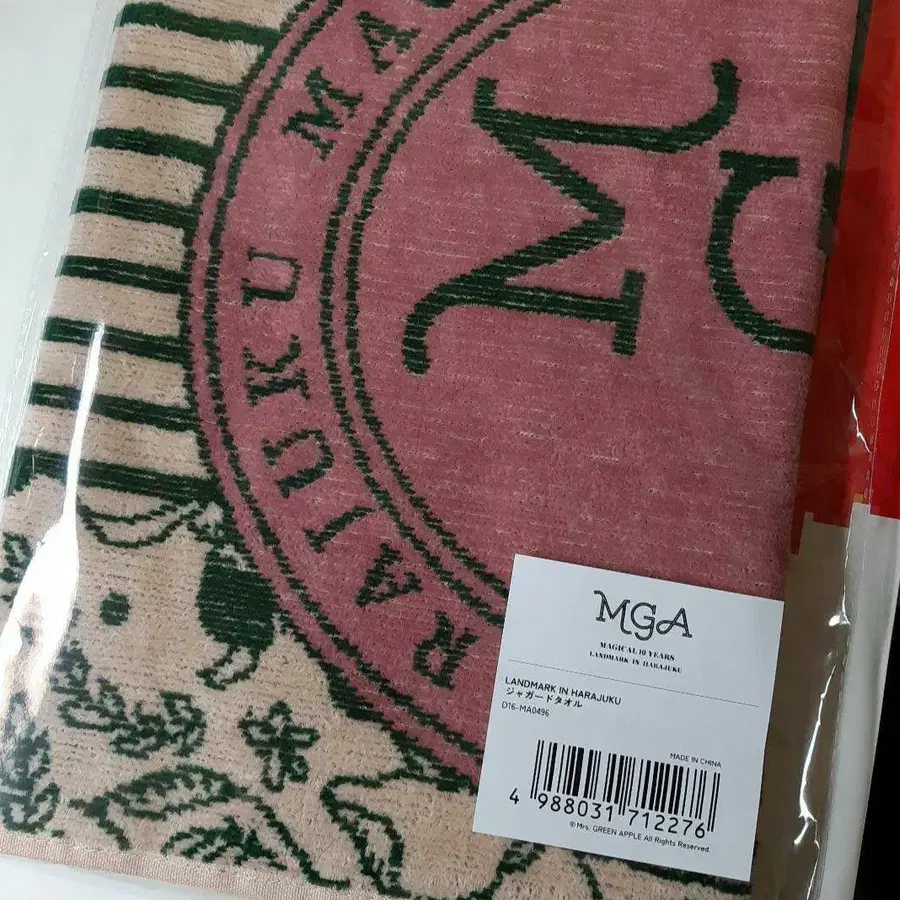 HARAJUKU MA
M
MGA
MAGICAL 10 YEARS
LANDMARK IN HARAJUKU
LANDMARK IN HARAJUKU
ジャガードタオル
D16-MA0496
MADE IN CHINA
4 988031 712276
© Mrs. GREEN APPLE All Rights Reserved.